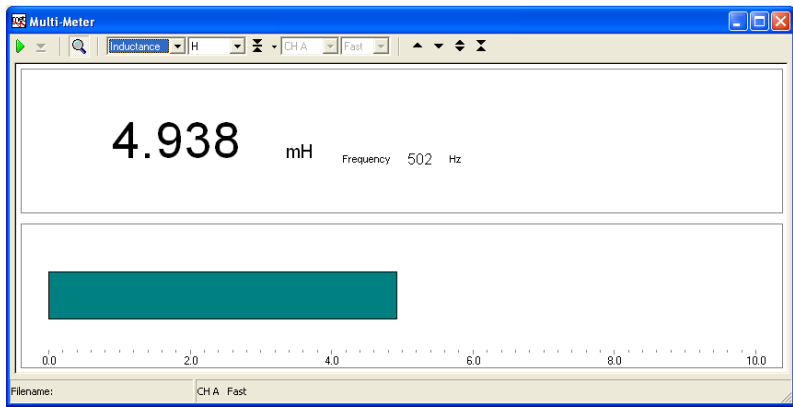 Multi-Meter
Inductance H CH A Fast
4.938 mH Frequency 502 Hz
0.0 2.0 4.0 6.0 8.0 10.0
Filename: CH A Fast